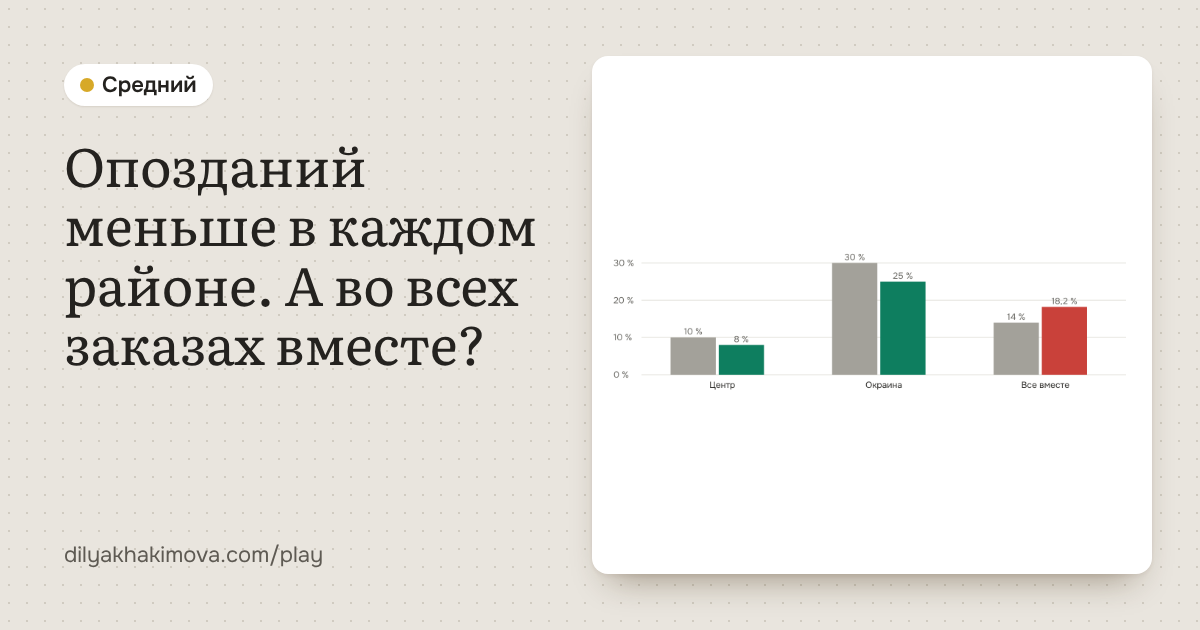 Средний
Опозданий
меньше в каждом
районе. А во всех
заказах вместе?
dilyakhakimova.com/play
30 %
20 %
10 %
0 %
10 %
8 %
30 %
25 %
14 %
18,2 %
Центр
Окраина
Все вместе